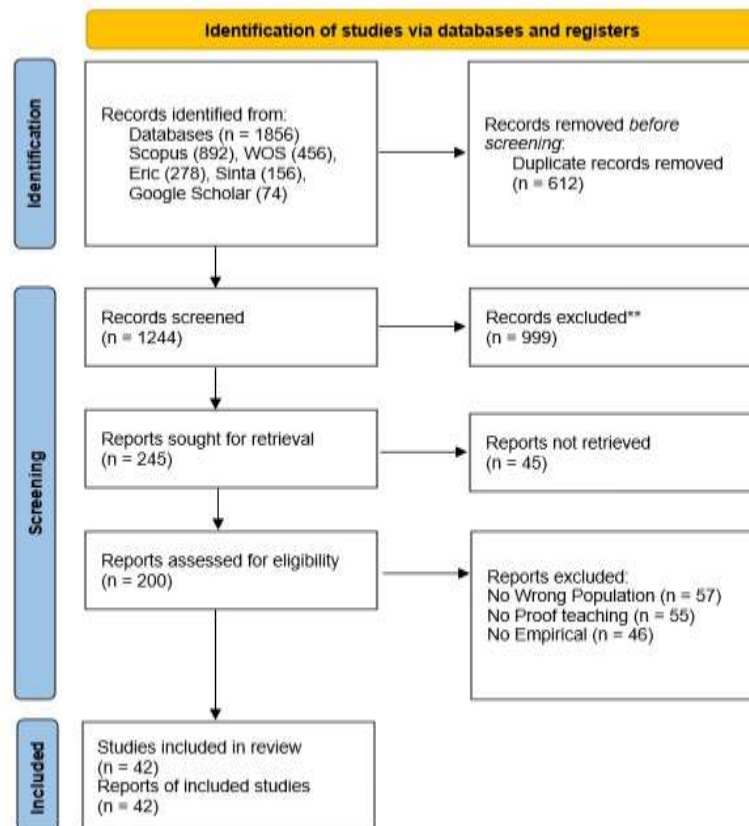 Identification of studies via databases and registers
Identification
Records identified from:
Databases (n = 1856)
Scopus (892), WOS (456),
Eric (278), Sinta (156),
Google Scholar (74)
Records removed before
screening:
Duplicate records removed
(n = 612)
Screening
Records screened
(n = 1244)
Records excluded**
(n = 999)
Reports sought for retrieval
(n = 245)
Reports not retrieved
(n = 45)
Reports assessed for eligibility
(n = 200)
Reports excluded:
No Wrong Population (n = 57)
No Proof teaching (n = 55)
No Empirical (n = 46)
Included
Studies included in review
(n = 42)
Reports of included studies
(n = 42)